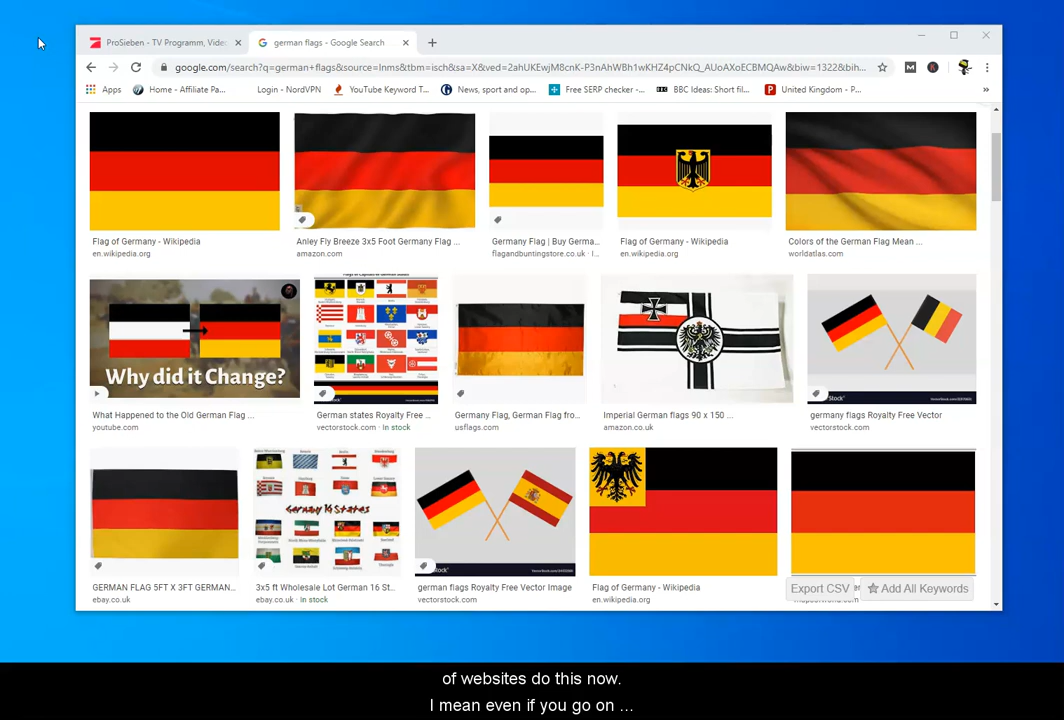 ProSieben - TV Programm, Vide
german flags - Google Search
google.com/search?q=german+flags&source=lnms&tbm=isch&sa=X&ved=2ahUKEwjM8cnK-P3nAhWBh1wKHZ4pCNkQ_AUoAXoECBMQAw&biw=1322&bih...
Apps
Home - Affiliate Pa...
Login - NordVPN
YouTube Keyword T...
News, sport and op...
Free SERP checker -...
BBC Ideas: Short fil...
United Kingdom - P...
»
Flag of Germany - Wikipedia
en.wikipedia.org
Anley Fly Breeze 3x5 Foot Germany Flag ...
amazon.com
Germany Flag | Buy Germa...
flagandbuntingstore.co.uk · I...
Flag of Germany - Wikipedia
en.wikipedia.org
Colors of the German Flag Mean ...
worldatlas.com
Why did it Change?
What Happened to the Old German Flag ...
youtube.com
German states Royalty Free ...
vectorstock.com · In stock
Germany Flag, German Flag fro...
usflags.com
Imperial German flags 90 x 150 ...
amazon.co.uk
germany flags Royalty Free Vector
vectorstock.com
GERMAN FLAG 5FT X 3FT GERMAN...
ebay.co.uk
Germany 16 States
3x5 ft Wholesale Lot German 16 St...
ebay.co.uk · In stock
german flags Royalty Free Vector Image
vectorstock.com
Flag of Germany - Wikipedia
en.wikipedia.org
Export CSV
Add All Keywords
of websites do this now.
I mean even if you go on ...